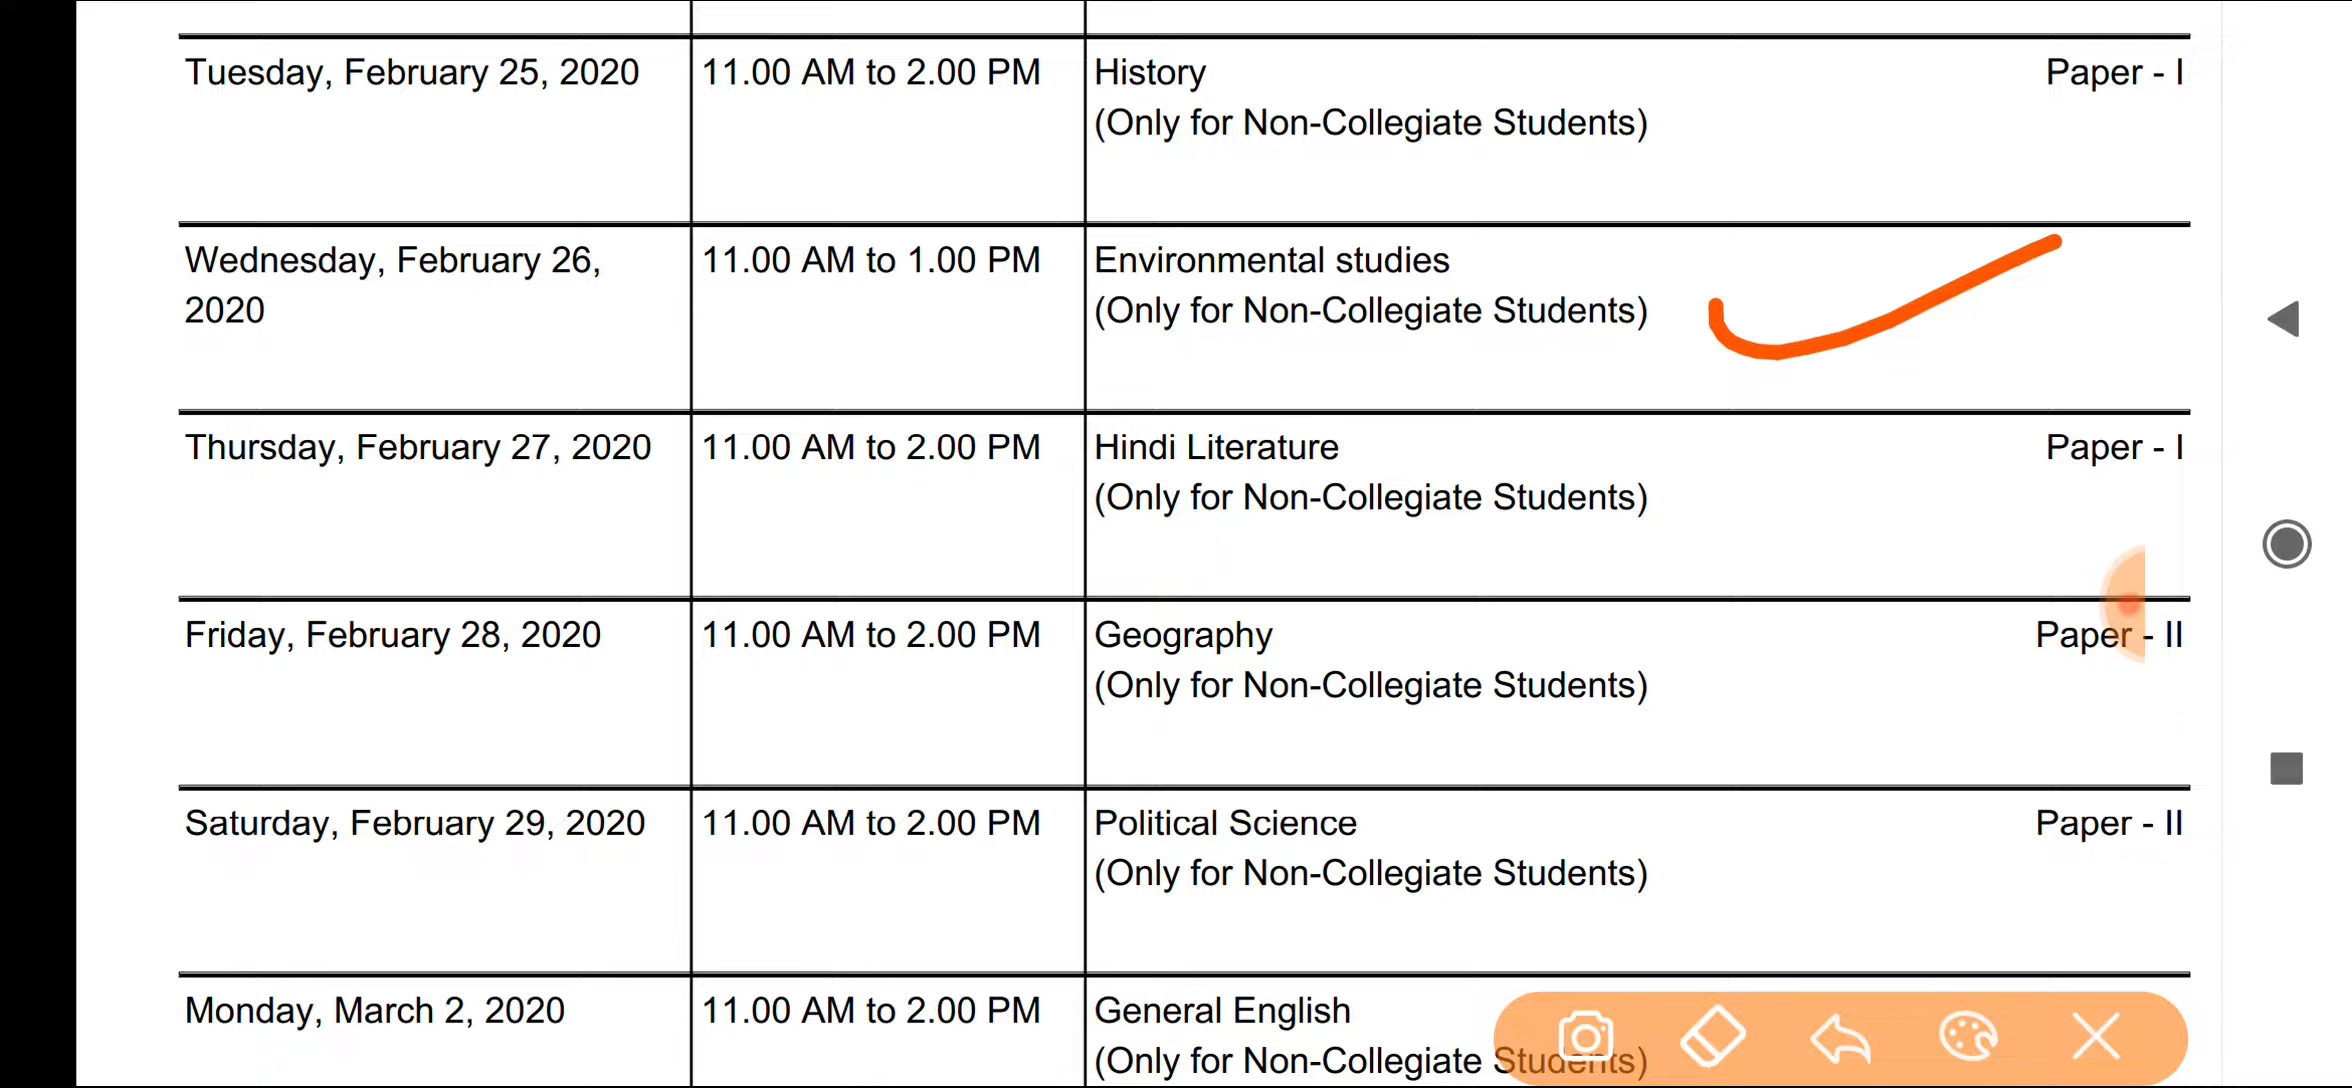 Tuesday, February 25, 2020 11.00 AM to 2.00 PM History Paper - I
(Only for Non-Collegiate Students)
Wednesday, February 26, 11.00 AM to 1.00 PM Environmental studies
2020 (Only for Non-Collegiate Students)
Thursday, February 27, 2020 11.00 AM to 2.00 PM Hindi Literature Paper - I
(Only for Non-Collegiate Students)
Friday, February 28, 2020 11.00 AM to 2.00 PM Geography Paper - II
(Only for Non-Collegiate Students)
Saturday, February 29, 2020 11.00 AM to 2.00 PM Political Science Paper - II
(Only for Non-Collegiate Students)
Monday, March 2, 2020 11.00 AM to 2.00 PM General English
(Only for Non-Collegiate Students)